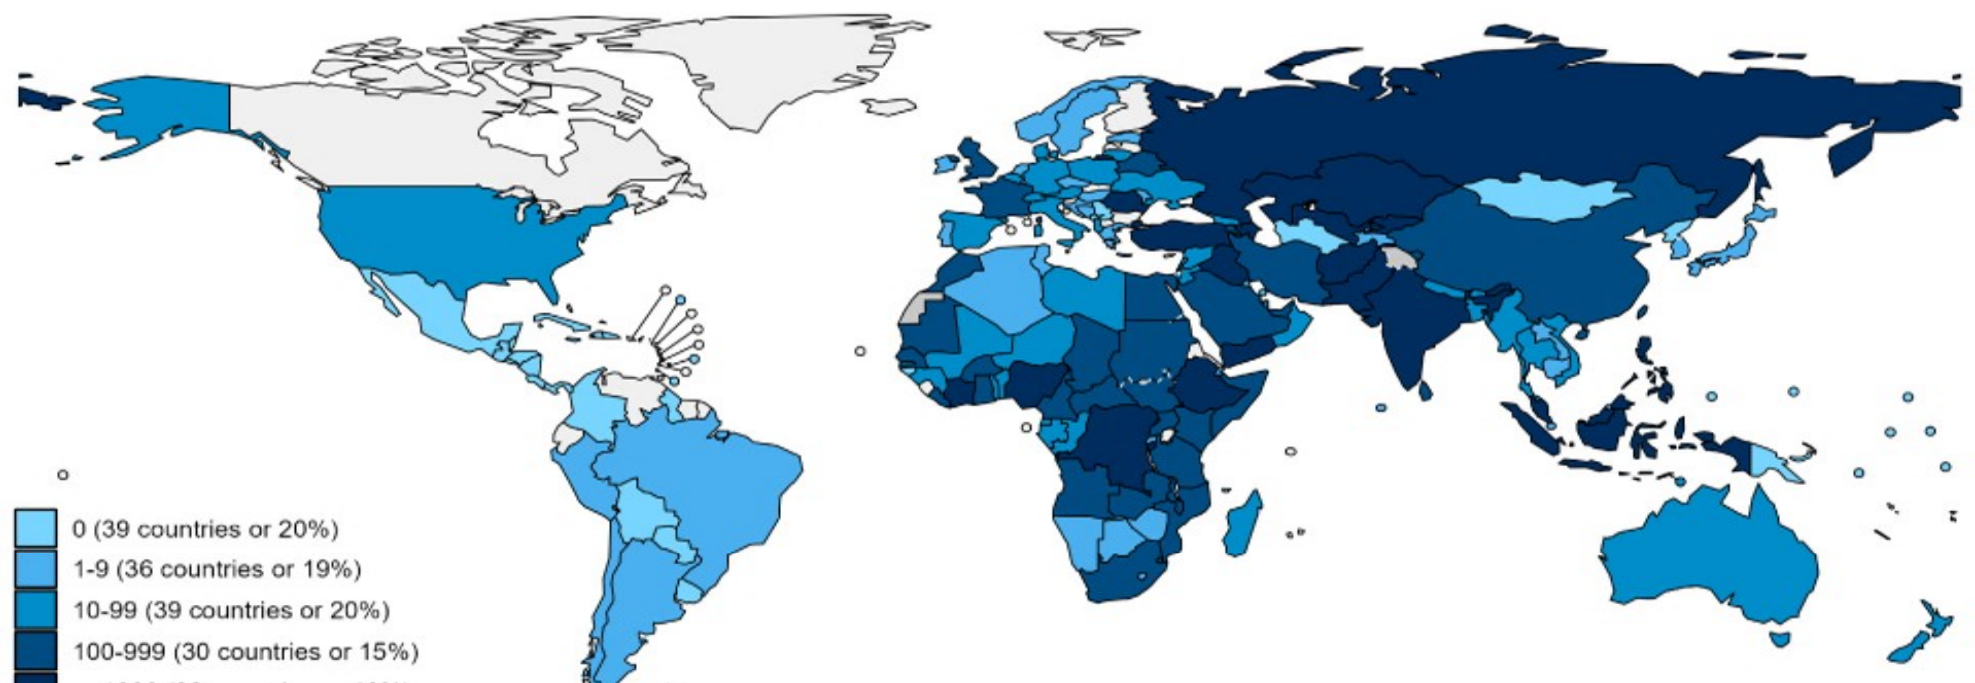 0 (39 countries or 20%)
1-9 (36 countries or 19%)
10-99 (39 countries or 20%)
100-999 (30 countries or 15%)